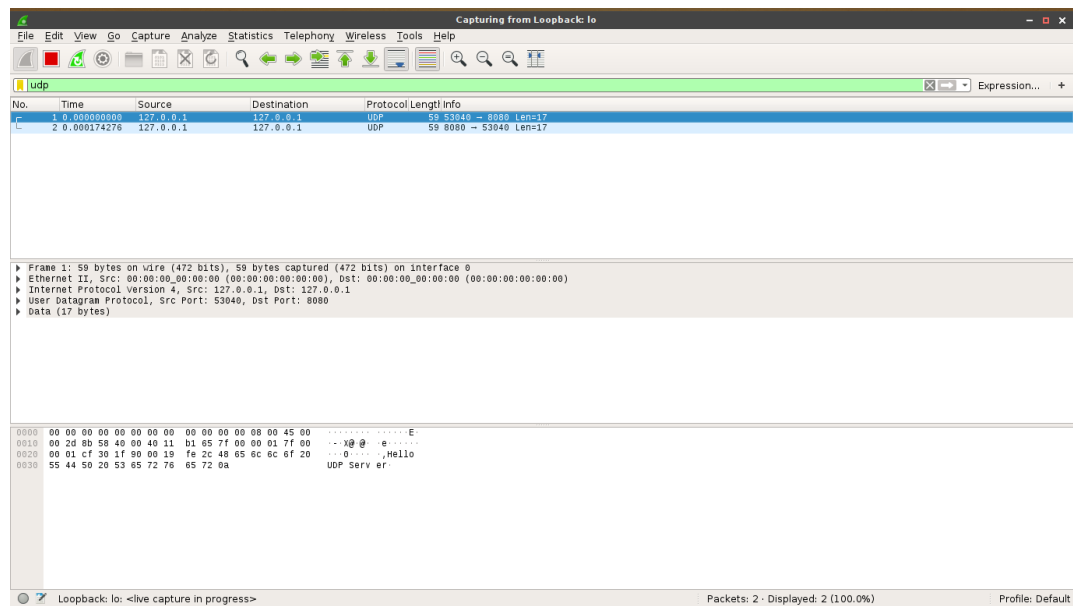 Capturing from Loopback: lo
File Edit View Go Capture Analyze Statistics Telephony Wireless Tools Help
udp Expression... +
No. Time Source Destination Protocol Length Info
1 0.000000000 127.0.0.1 127.0.0.1 UDP 59 53040 → 8080 Len=17
2 0.000174276 127.0.0.1 127.0.0.1 UDP 59 8080 → 53040 Len=17
Frame 1: 59 bytes on wire (472 bits), 59 bytes captured (472 bits) on interface 0
Ethernet II, Src: 00:00:00_00:00:00 (00:00:00:00:00:00), Dst: 00:00:00_00:00:00 (00:00:00:00:00:00)
Internet Protocol Version 4, Src: 127.0.0.1, Dst: 127.0.0.1
User Datagram Protocol, Src Port: 53040, Dst Port: 8080
Data (17 bytes)
0000 00 00 00 00 00 00 00 00 00 00 00 00 08 00 45 00 ········ ······E·
0010 00 2d 8b 58 40 00 40 11 b1 65 7f 00 00 01 7f 00 ·-·X@·@· ·e······
0020 00 01 cf 30 1f 90 00 19 fe 2c 48 65 6c 6c 6f 20 ···0···· ·,Hello
0030 55 44 50 20 53 65 72 76 65 72 0a UDP Serv er·
Loopback: lo: <live capture in progress> Packets: 2 · Displayed: 2 (100.0%) Profile: Default